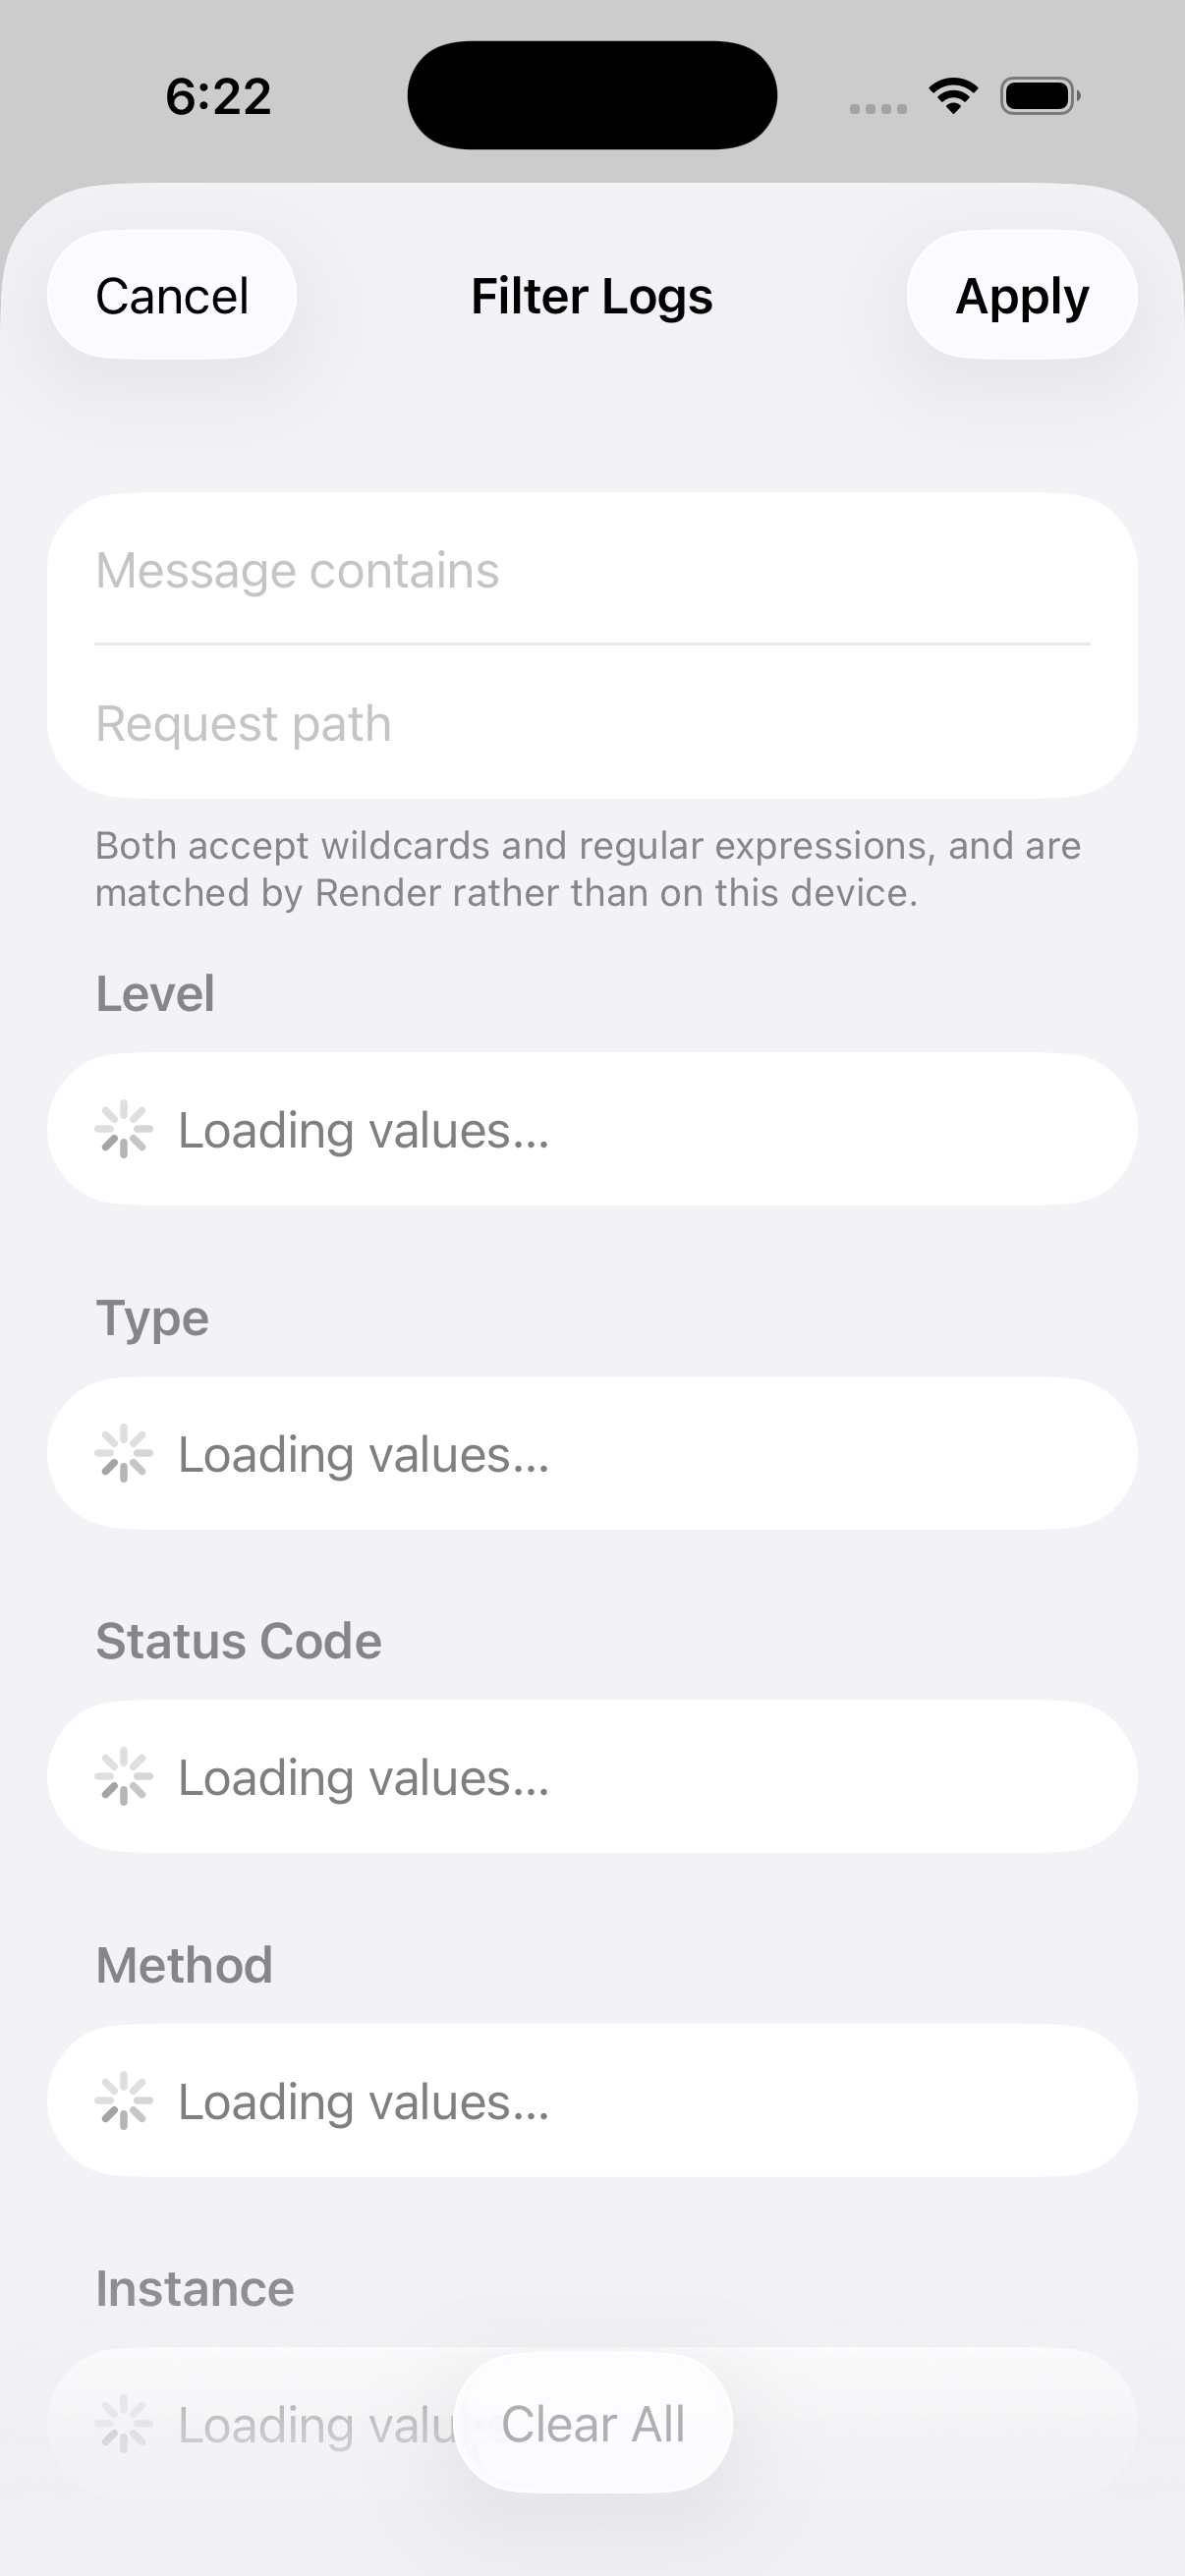 6:22
Cancel
Filter Logs
Apply
Message contains
Request path
Both accept wildcards and regular expressions, and are
matched by Render rather than on this device.
Level
Loading values...
Type
Loading values...
Status Code
Loading values...
Method
Loading values...
Instance
Loading valu
Clear All